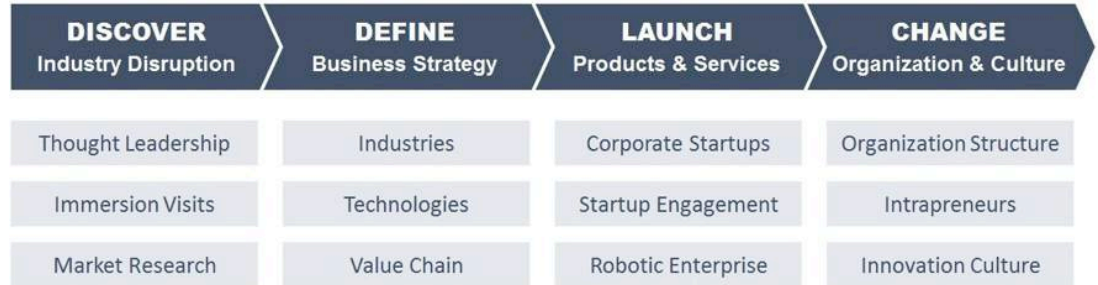 DISCOVER
Industry Disruption
DEFINE
Business Strategy
LAUNCH
Products & Services
CHANGE
Organization & Culture
Thought Leadership
Industries
Corporate Startups
Organization Structure
Immersion Visits
Technologies
Startup Engagement
Intrapreneurs
Market Research
Value Chain
Robotic Enterprise
Innovation Culture